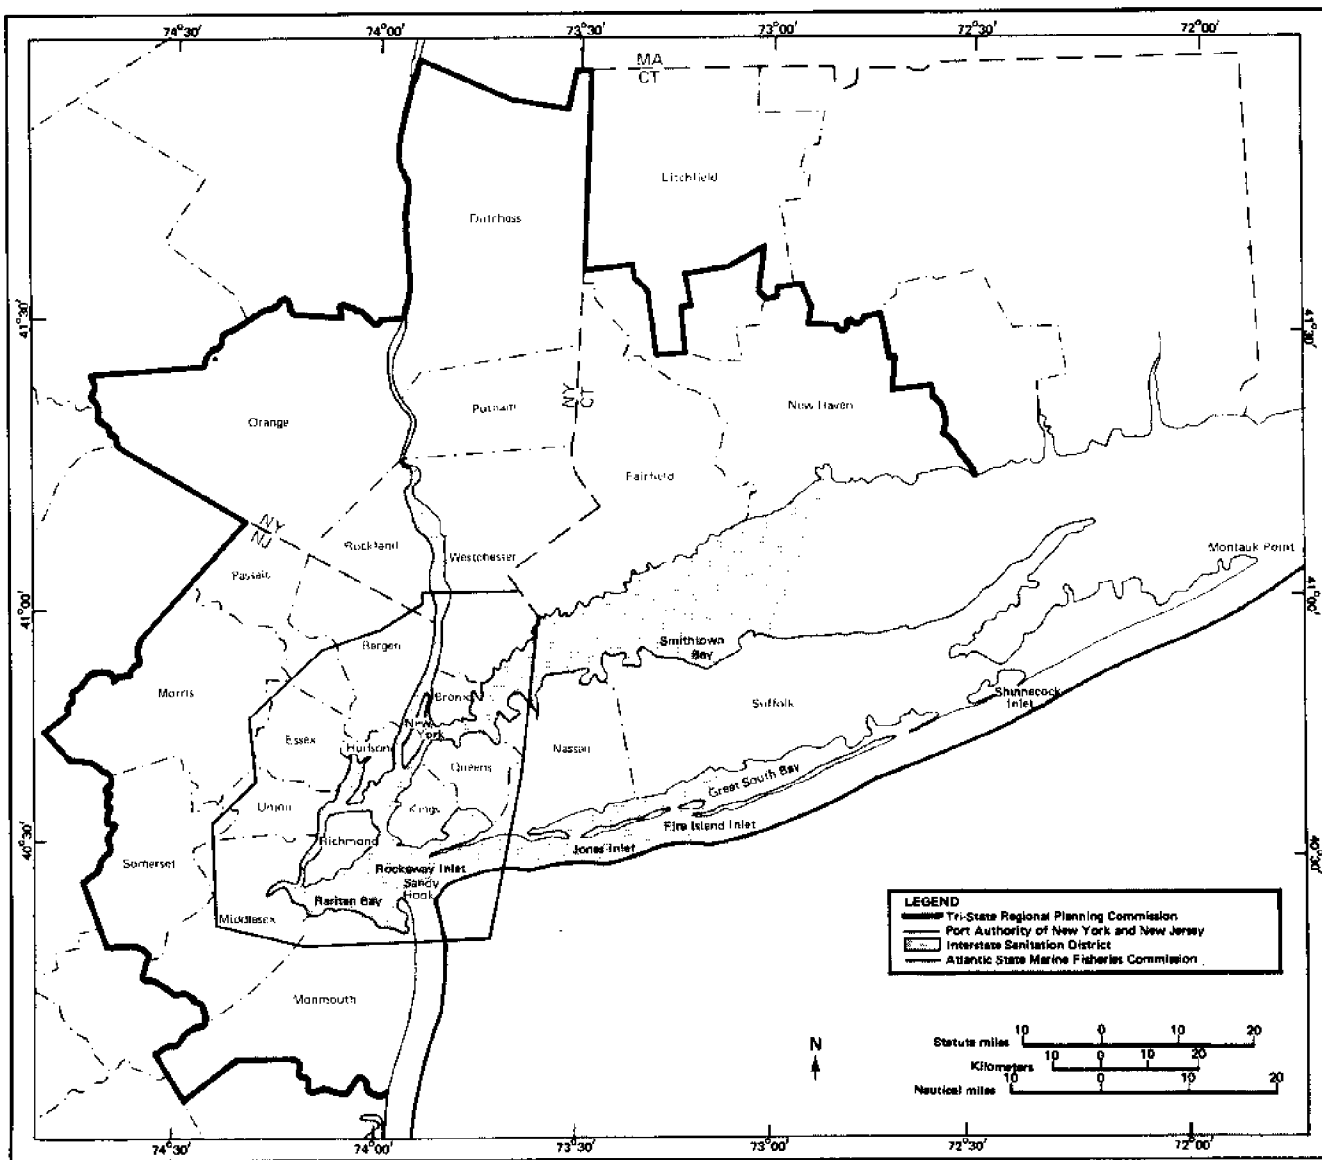 74°30' 74°00' 73°30' 73°00' 72°30' 72°00'
MA
CT
Litchfield
Dutchess
41°30' 41°30'
NY
CT
Putnam
New Haven
Orange
Fairfield
NY
NJ
Rockland
Westchester
Montauk Point
Passaic
41°00' 41°00'
Bergen
Smithtown
Bay
Morris
Bronx
Suffolk
Shinnecock
Inlet
New
York
Essex
Hudson
Nassau
Queens
Great South Bay
Union
Kings
Fire Island Inlet
40°30' 40°30'
Richmond
Jones Inlet
Somerset
Rockaway Inlet
Sandy
Hook
Raritan Bay
Middlesex
LEGEND
Tri-State Regional Planning Commission
Port Authority of New York and New Jersey
Interstate Sanitation District
Atlantic State Marine Fisheries Commission
Monmouth
N
10 0 10 20
Statute miles
10 0 10 20
Kilometers
10 0 10 20
Nautical miles
74°30' 74°00' 73°30' 73°00' 72°30' 72°00'